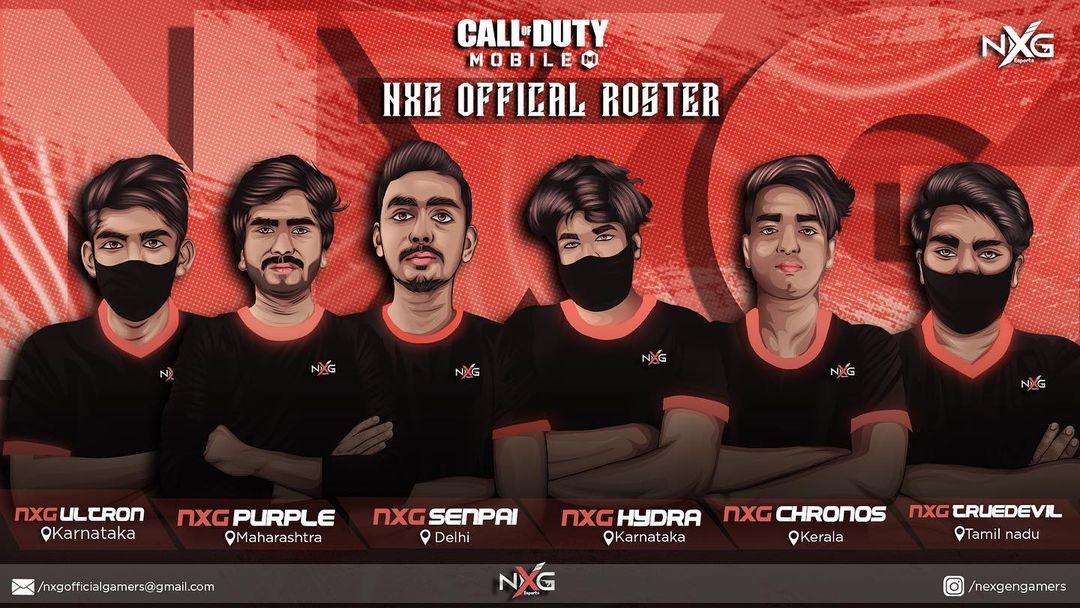 CALL OF DUTY
MOBILE
NXG Esports
NXG OFFICAL ROSTER
NXG
NXG
NXG
NXG
NXG
NXG
NXG
NXG ULTRON
Karnataka
NXG PURPLE
Maharashtra
NXG SENPAI
Delhi
NXG HYDRA
Karnataka
NXG CHRONOS
Kerala
NXG TRUEDEVIL
Tamil nadu
/nxgofficialgamers@gmail.com
NXG Esports
/nexgengamers